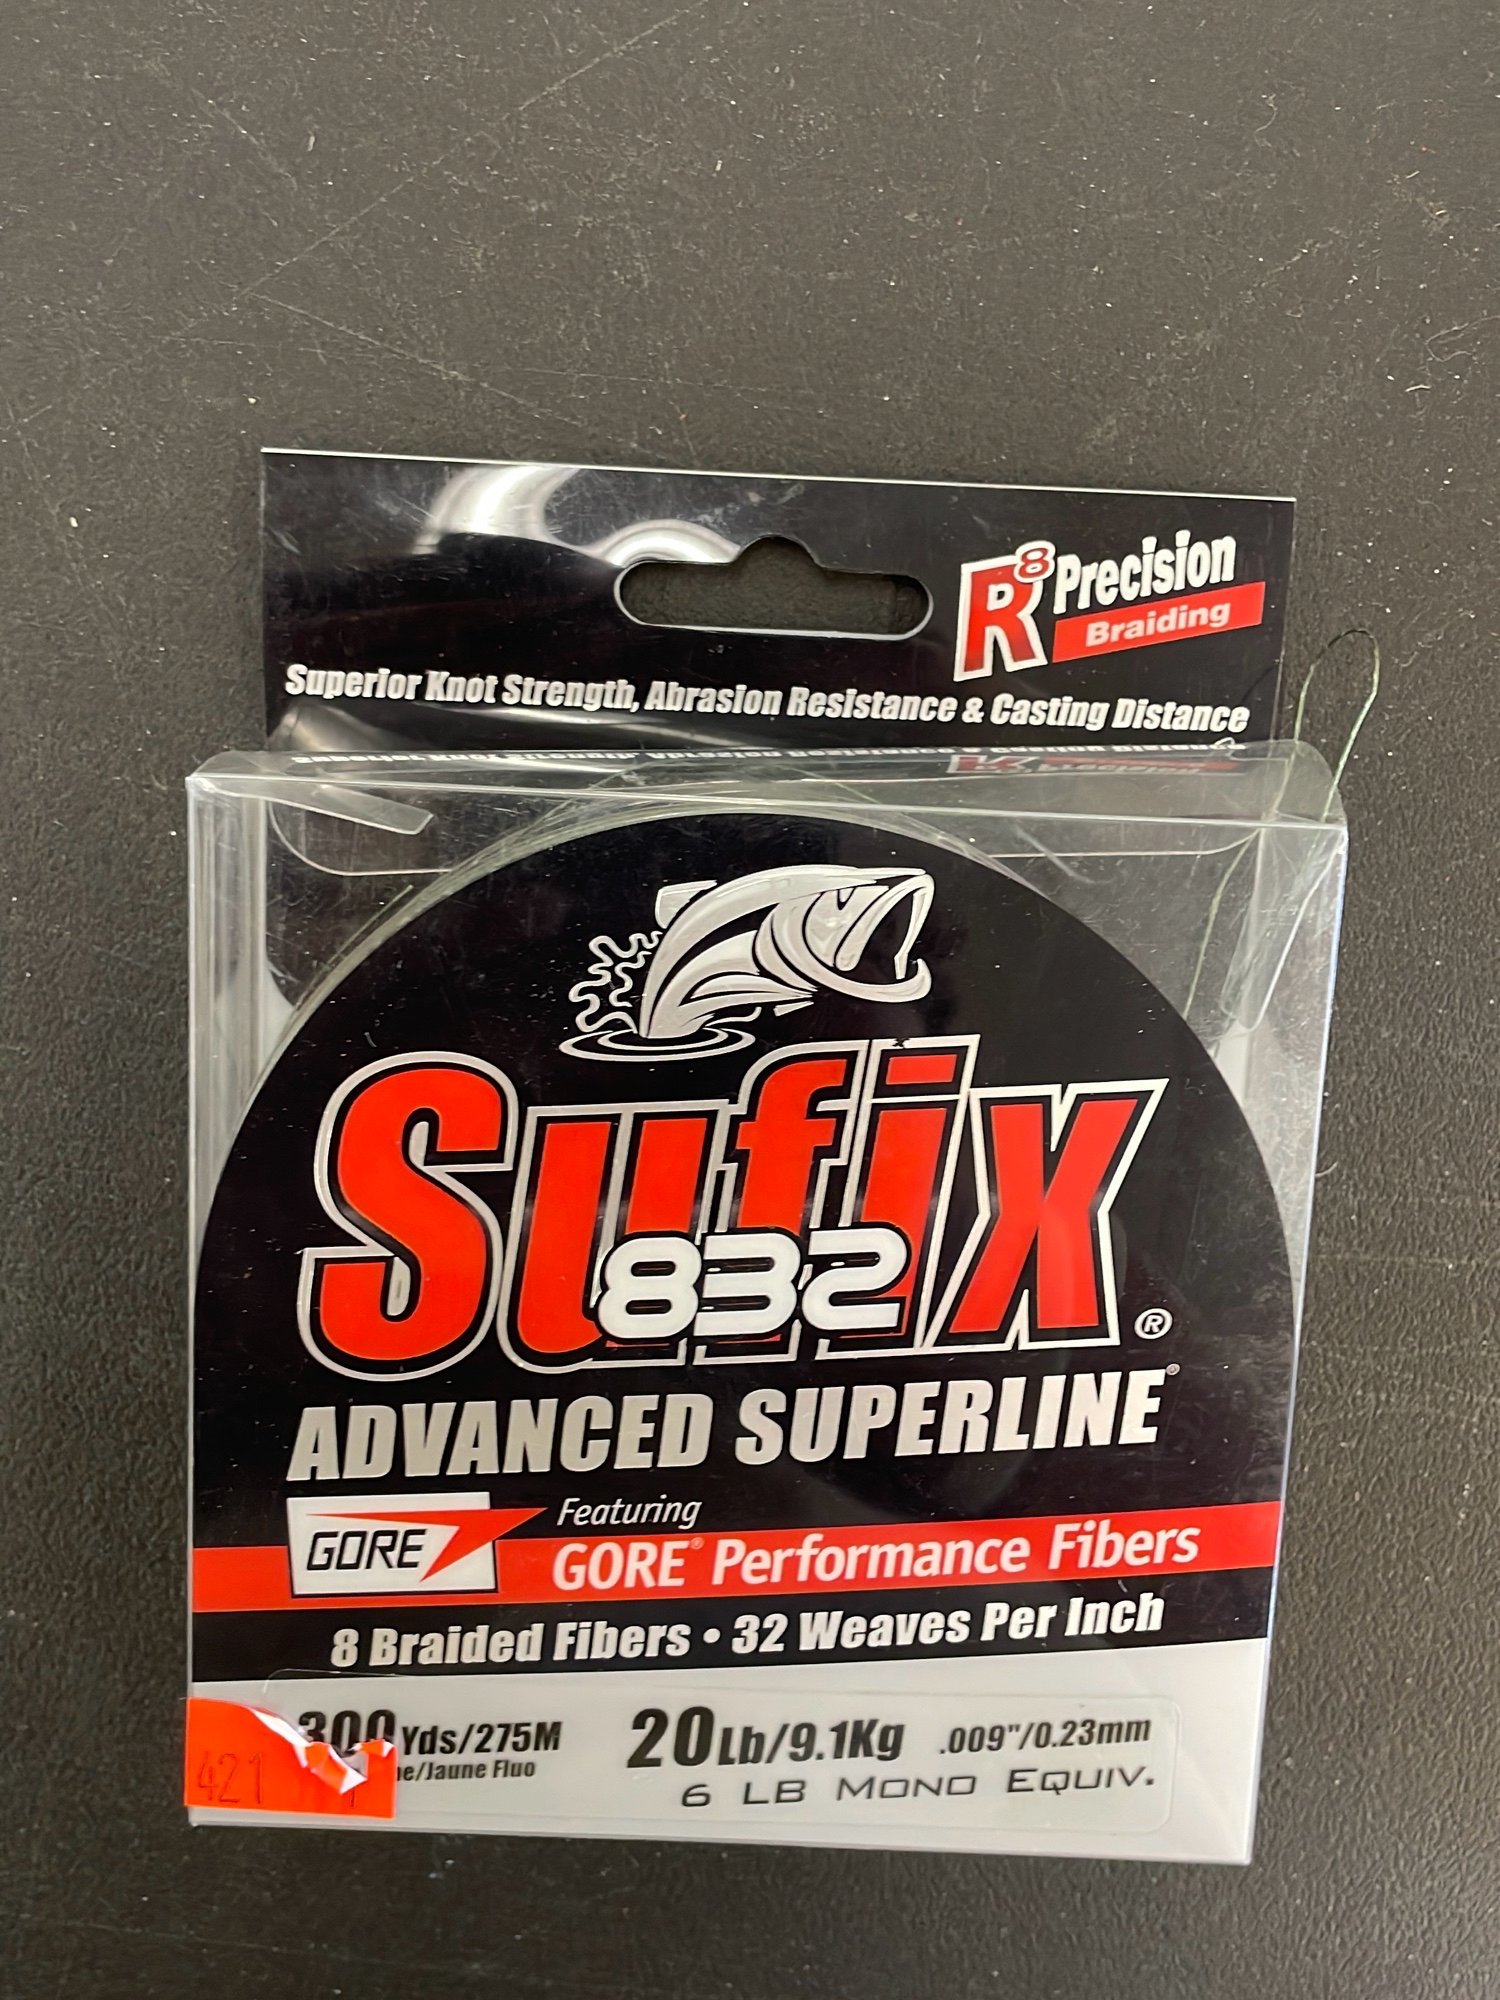 R8 Precision
Braiding
Superior Knot Strength, Abrasion Resistance & Casting Distance
Sufix®
832
ADVANCED SUPERLINE®
GORE
Featuring
GORE® Performance Fibers
8 Braided Fibers • 32 Weaves Per Inch
300 Yds/275M
20 Lb/9.1Kg .009"/0.23mm
/Jaune Fluo
6 LB MONO EQUIV.
421